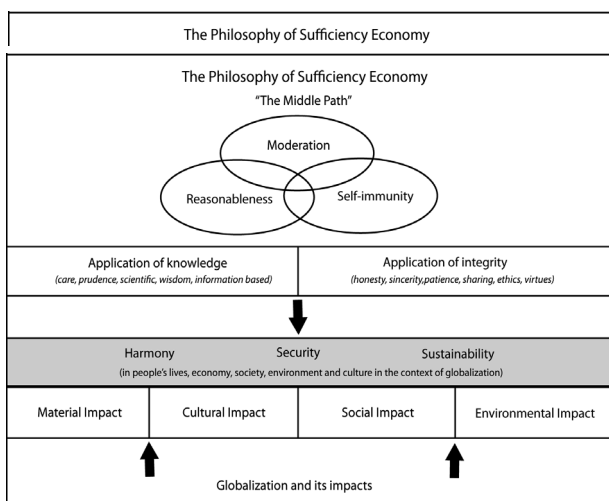 The Philosophy of Sufficiency Economy
The Philosophy of Sufficiency Economy
“The Middle Path”
Moderation
Reasonableness
Self-immunity
Application of knowledge
(care, prudence, scientific, wisdom, information based)
Application of integrity
(honesty, sincerity,patience, sharing, ethics, virtues)
Harmony
Security
Sustainability
(in people’s lives, economy, society, environment and culture in the context of globalization)
Material Impact
Cultural Impact
Social Impact
Environmental Impact
Globalization and its impacts